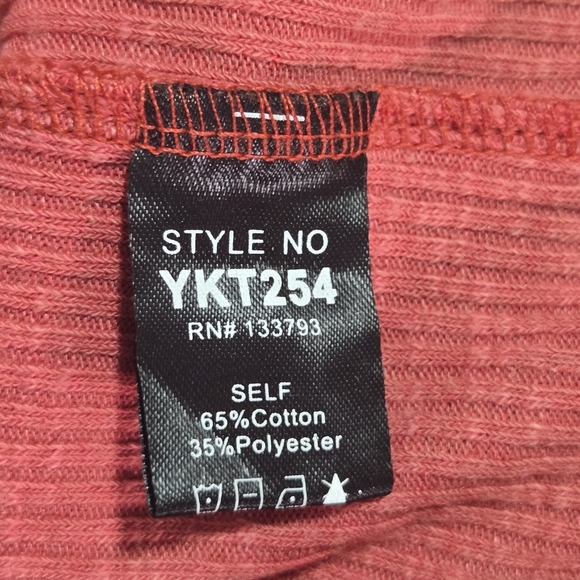 STYLE NO
YKT254
RN# 133793
SELF
65%Cotton
35%Polyester